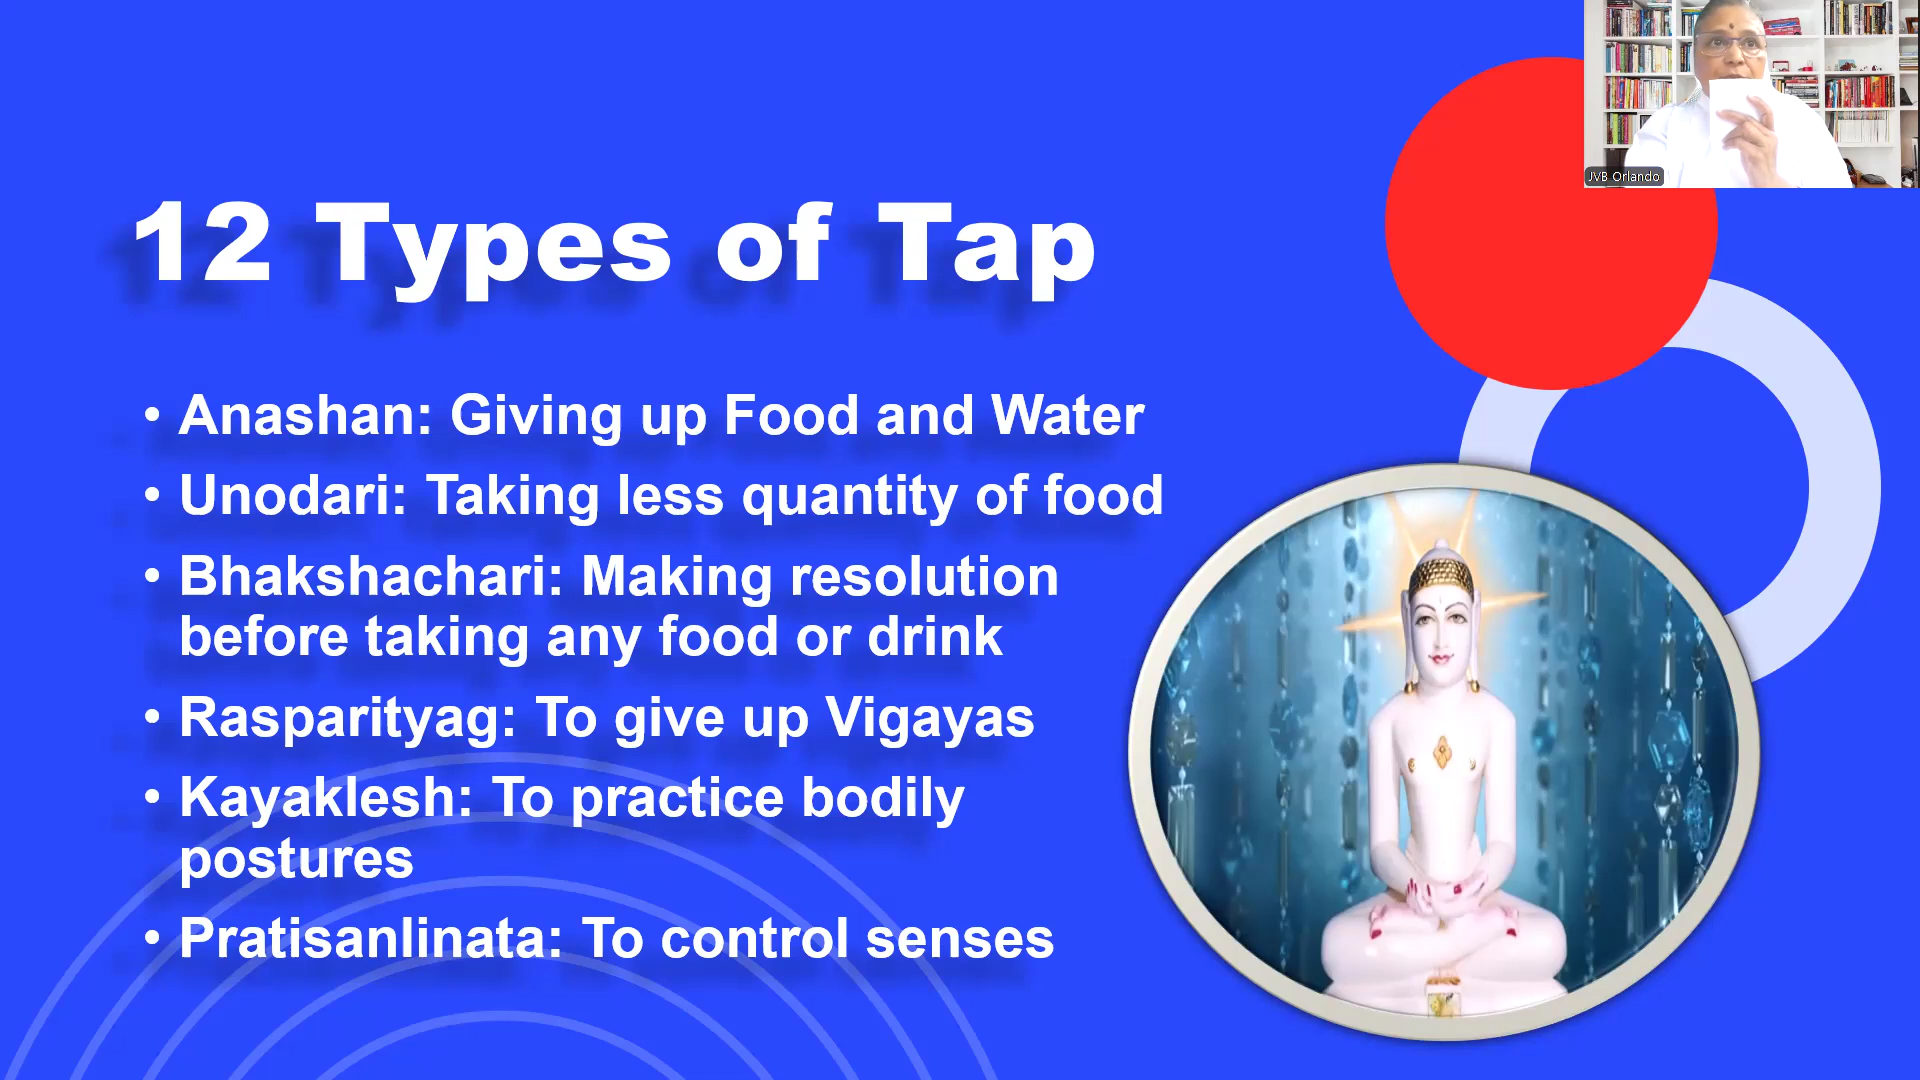 JVB Orlando
12 Types of Tap
• Anashan: Giving up Food and Water
• Unodari: Taking less quantity of food
• Bhakshachari: Making resolution
before taking any food or drink
• Rasparityag: To give up Vigayas
• Kayaklesh: To practice bodily
postures
• Pratisanlinata: To control senses